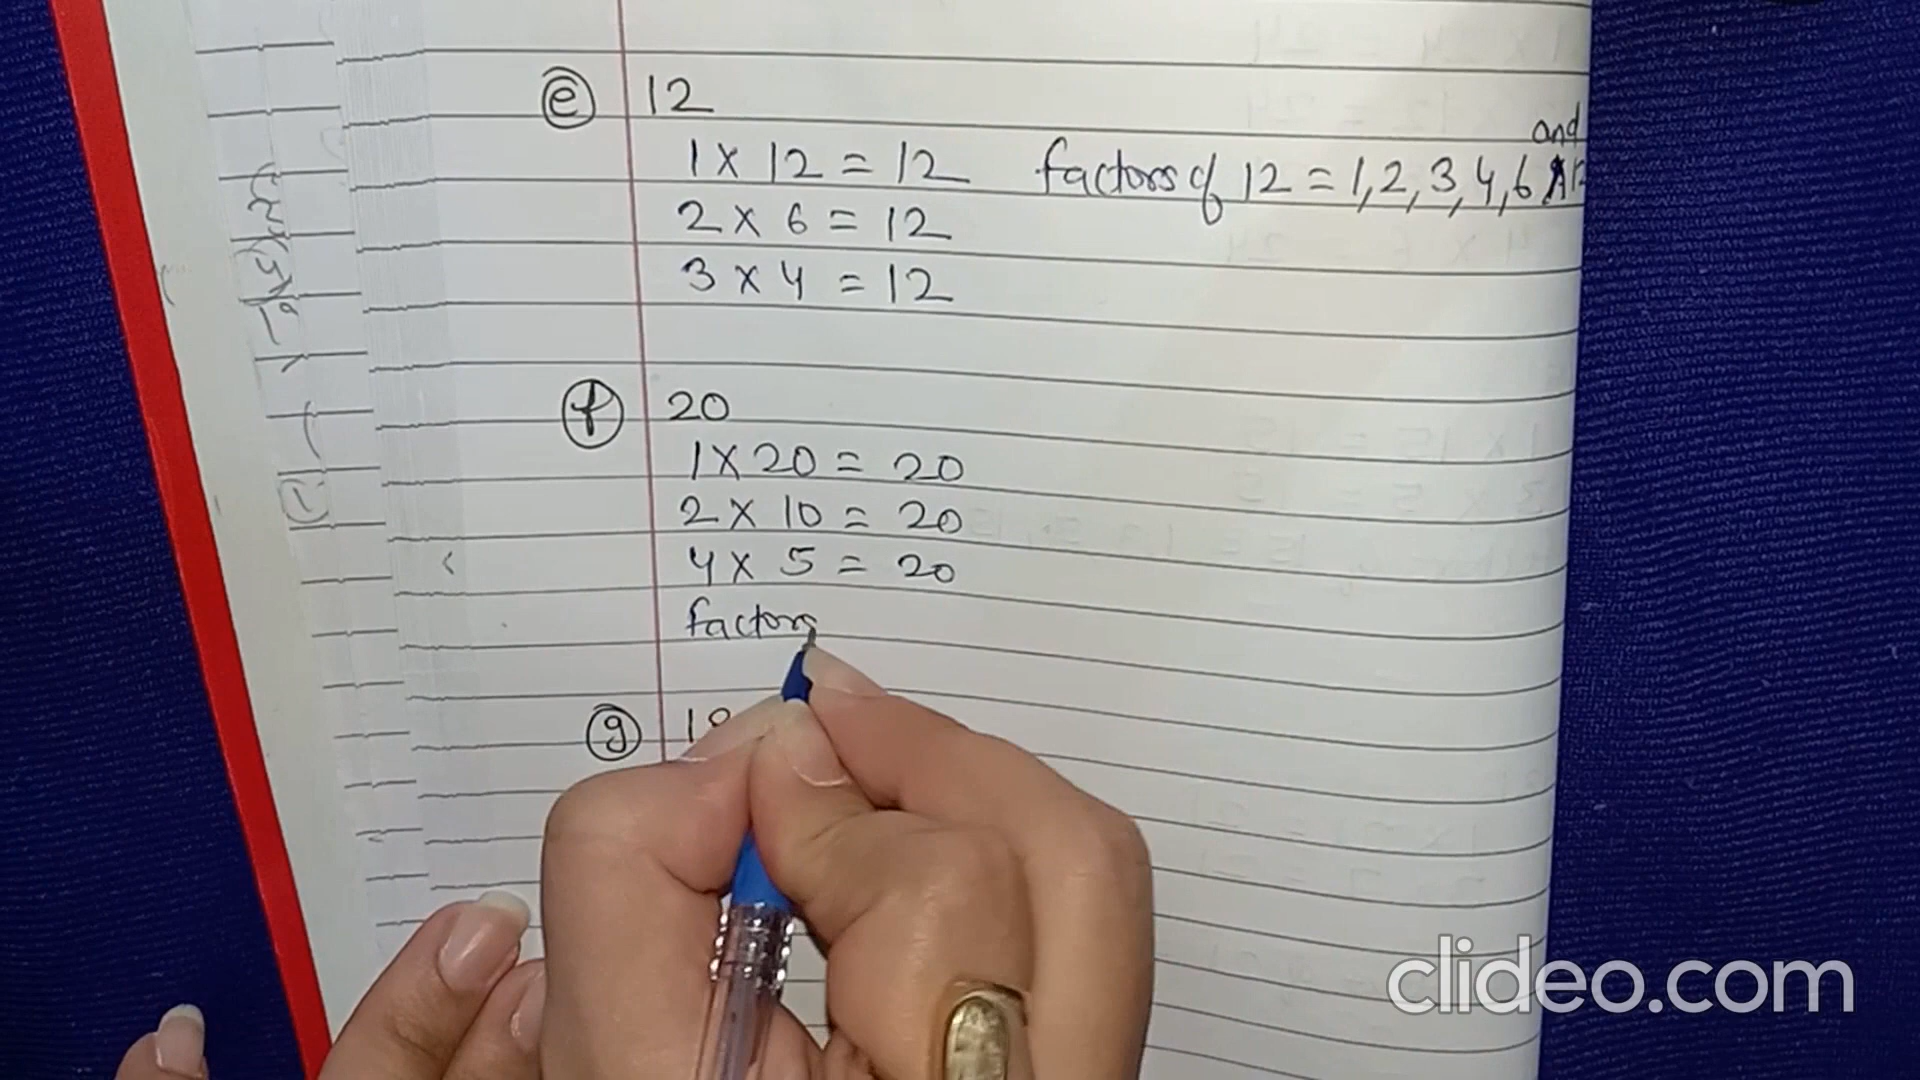 e 12
and
1 x 12 = 12 factors of 12 = 1, 2, 3, 4, 6 12
2 x 6 = 12
3 x 4 = 12
f 20
1 x 20 = 20
2 x 10 = 20
4 x 5 = 20
factors
g
clideo.com